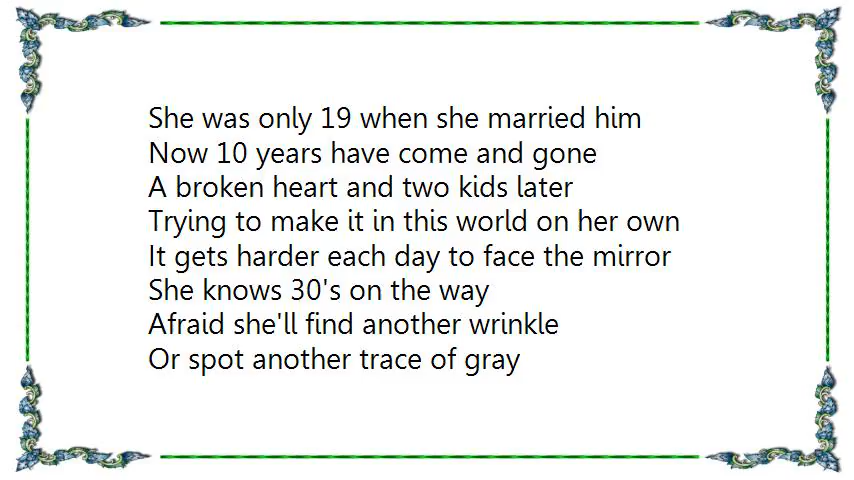 She was only 19 when she married him
Now 10 years have come and gone
A broken heart and two kids later
Trying to make it in this world on her own
It gets harder each day to face the mirror
She knows 30's on the way
Afraid she'll find another wrinkle
Or spot another trace of gray